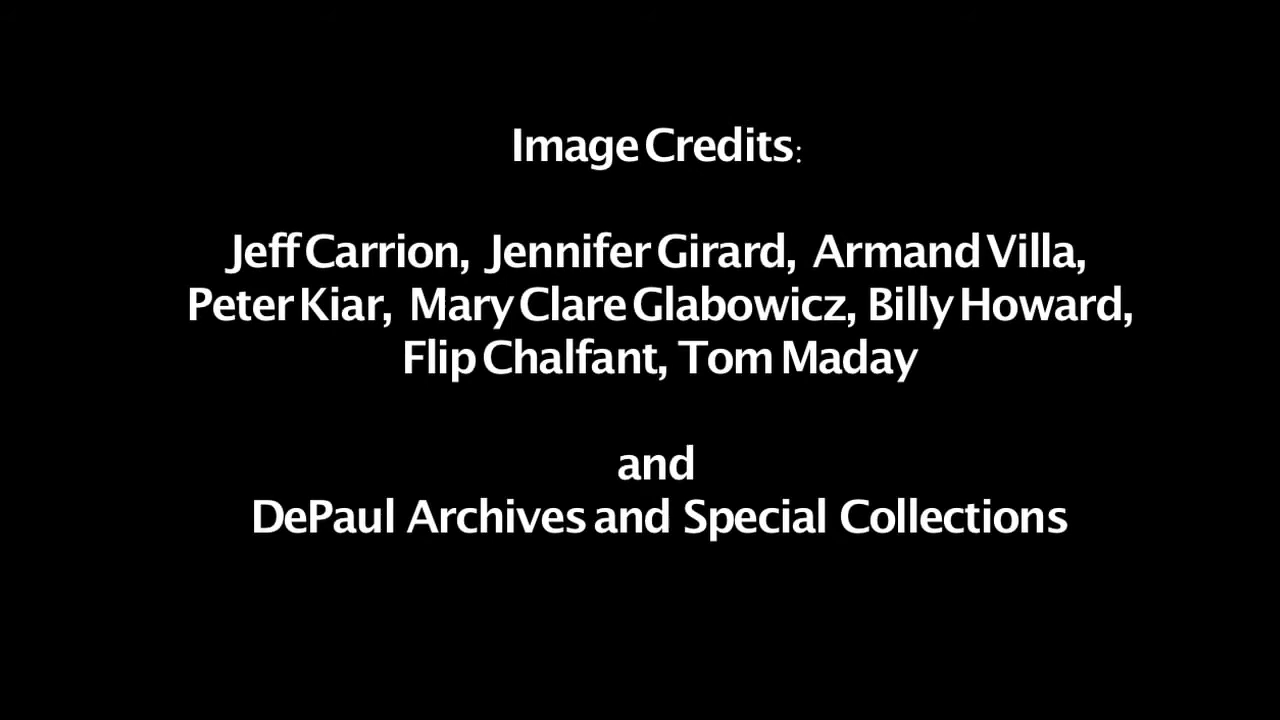 Image Credits:
Jeff Carrion, Jennifer Girard, Armand Villa,
Peter Kiar, Mary Clare Glabowicz, Billy Howard,
Flip Chalfant, Tom Maday
and
DePaul Archives and Special Collections